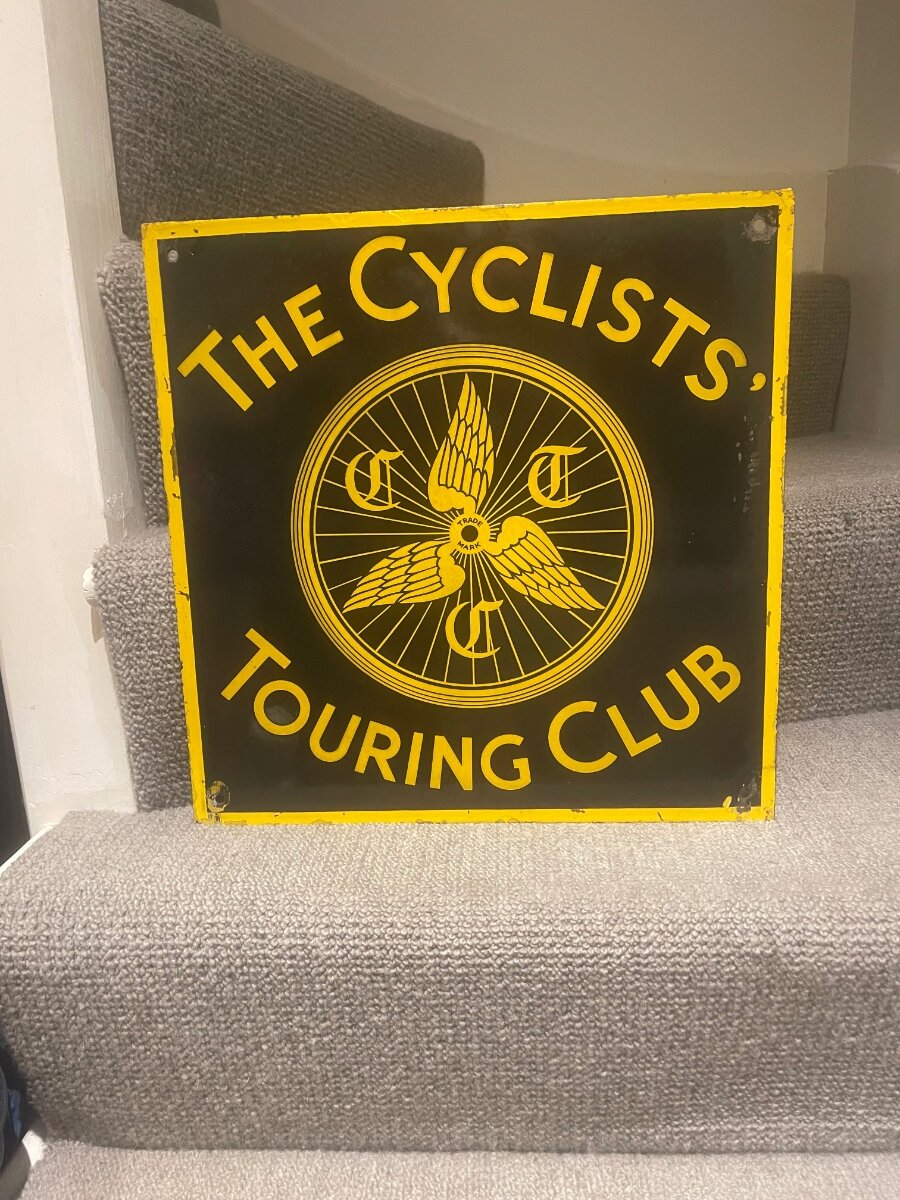 THE CYCLISTS'
C T
TRADE
MARK
C
TOURING CLUB